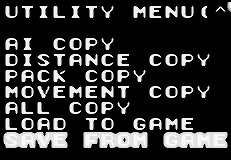 UTILITY MENU(^
AI COPY
DISTANCE COPY
PACK COPY
MOVEMENT COPY
ALL COPY
LOAD TO GAME
SAVE FROM GAME